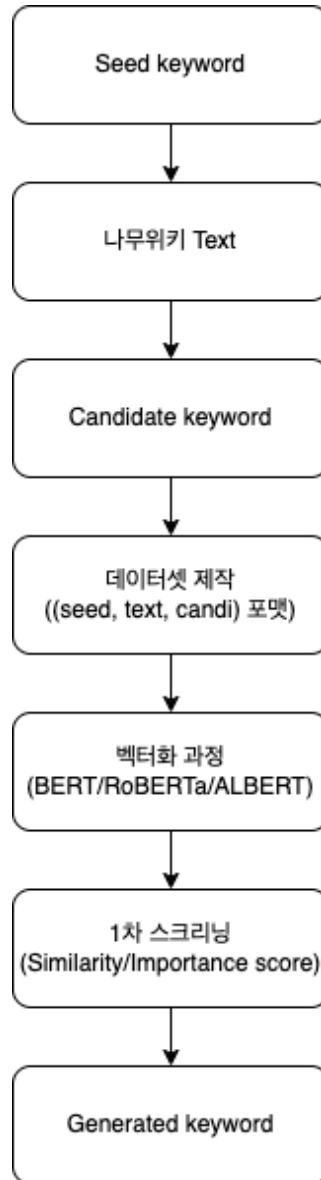 Seed keyword
나무위키 Text
Candidate keyword
데이터셋 제작
((seed, text, candi) 포맷)
벡터화 과정
(BERT/RoBERTa/ALBERT)
1차 스크리닝
(Similarity/Importance score)
Generated keyword